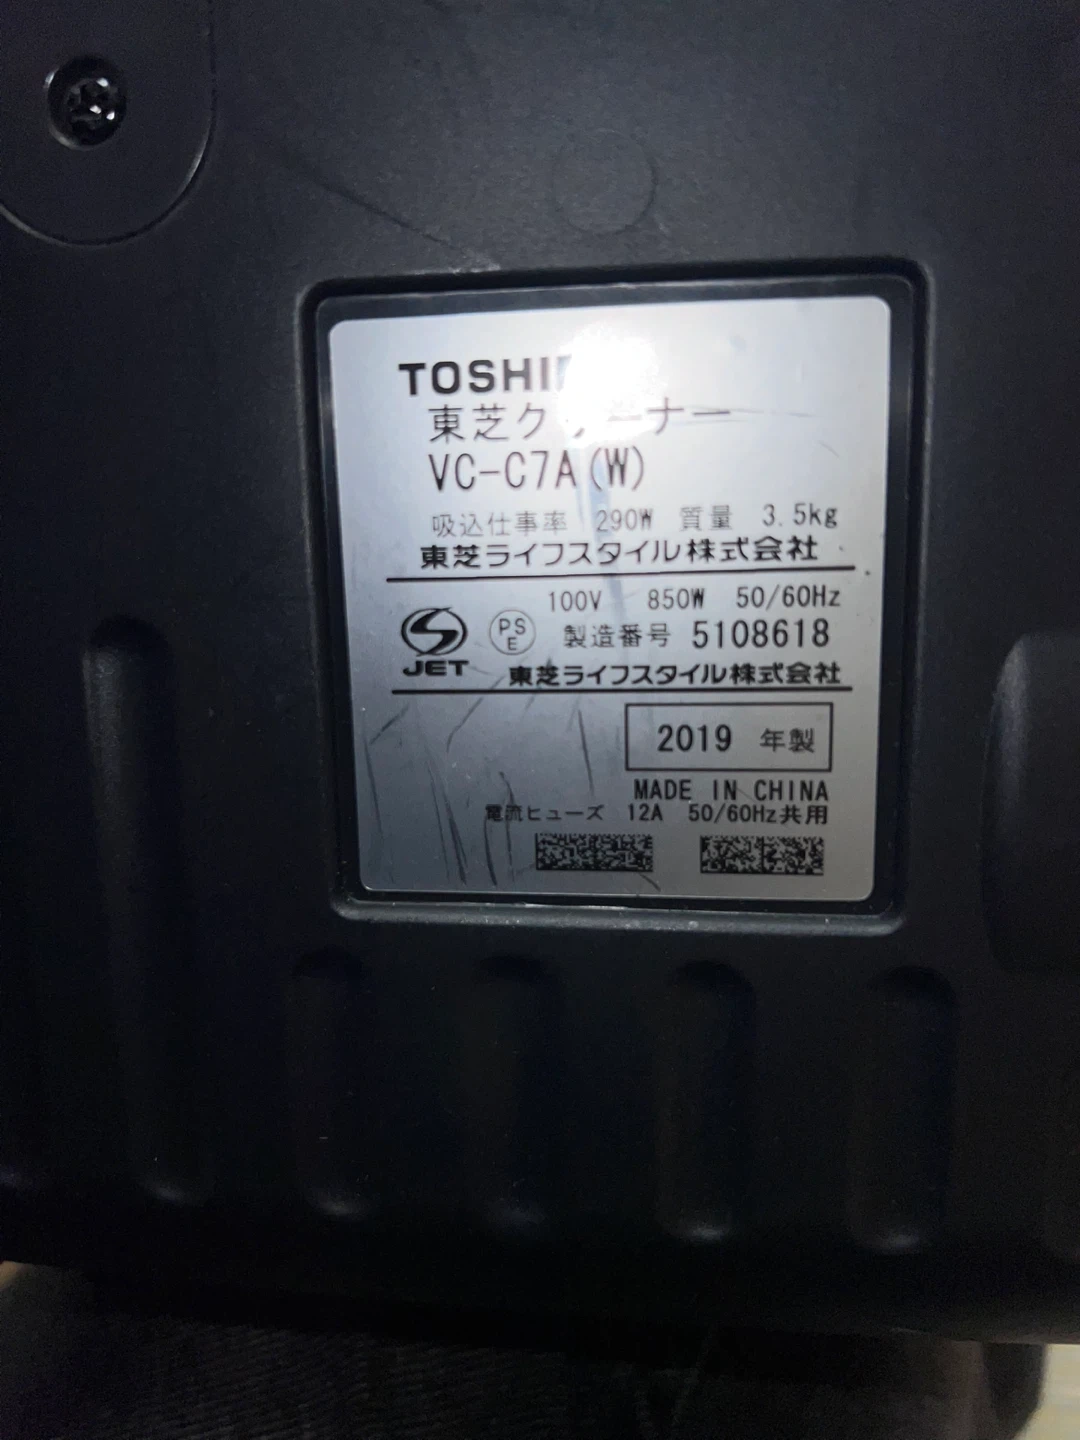 TOSHI
東芝クリーナー
VC-C7A(W)
吸込仕事率 290W 質量 3.5kg
東芝ライフスタイル株式会社
100V 850W 50/60Hz
JET PSE 製造番号 5108618
東芝ライフスタイル株式会社
2019 年製
MADE IN CHINA
電流ヒューズ 12A 50/60Hz共用